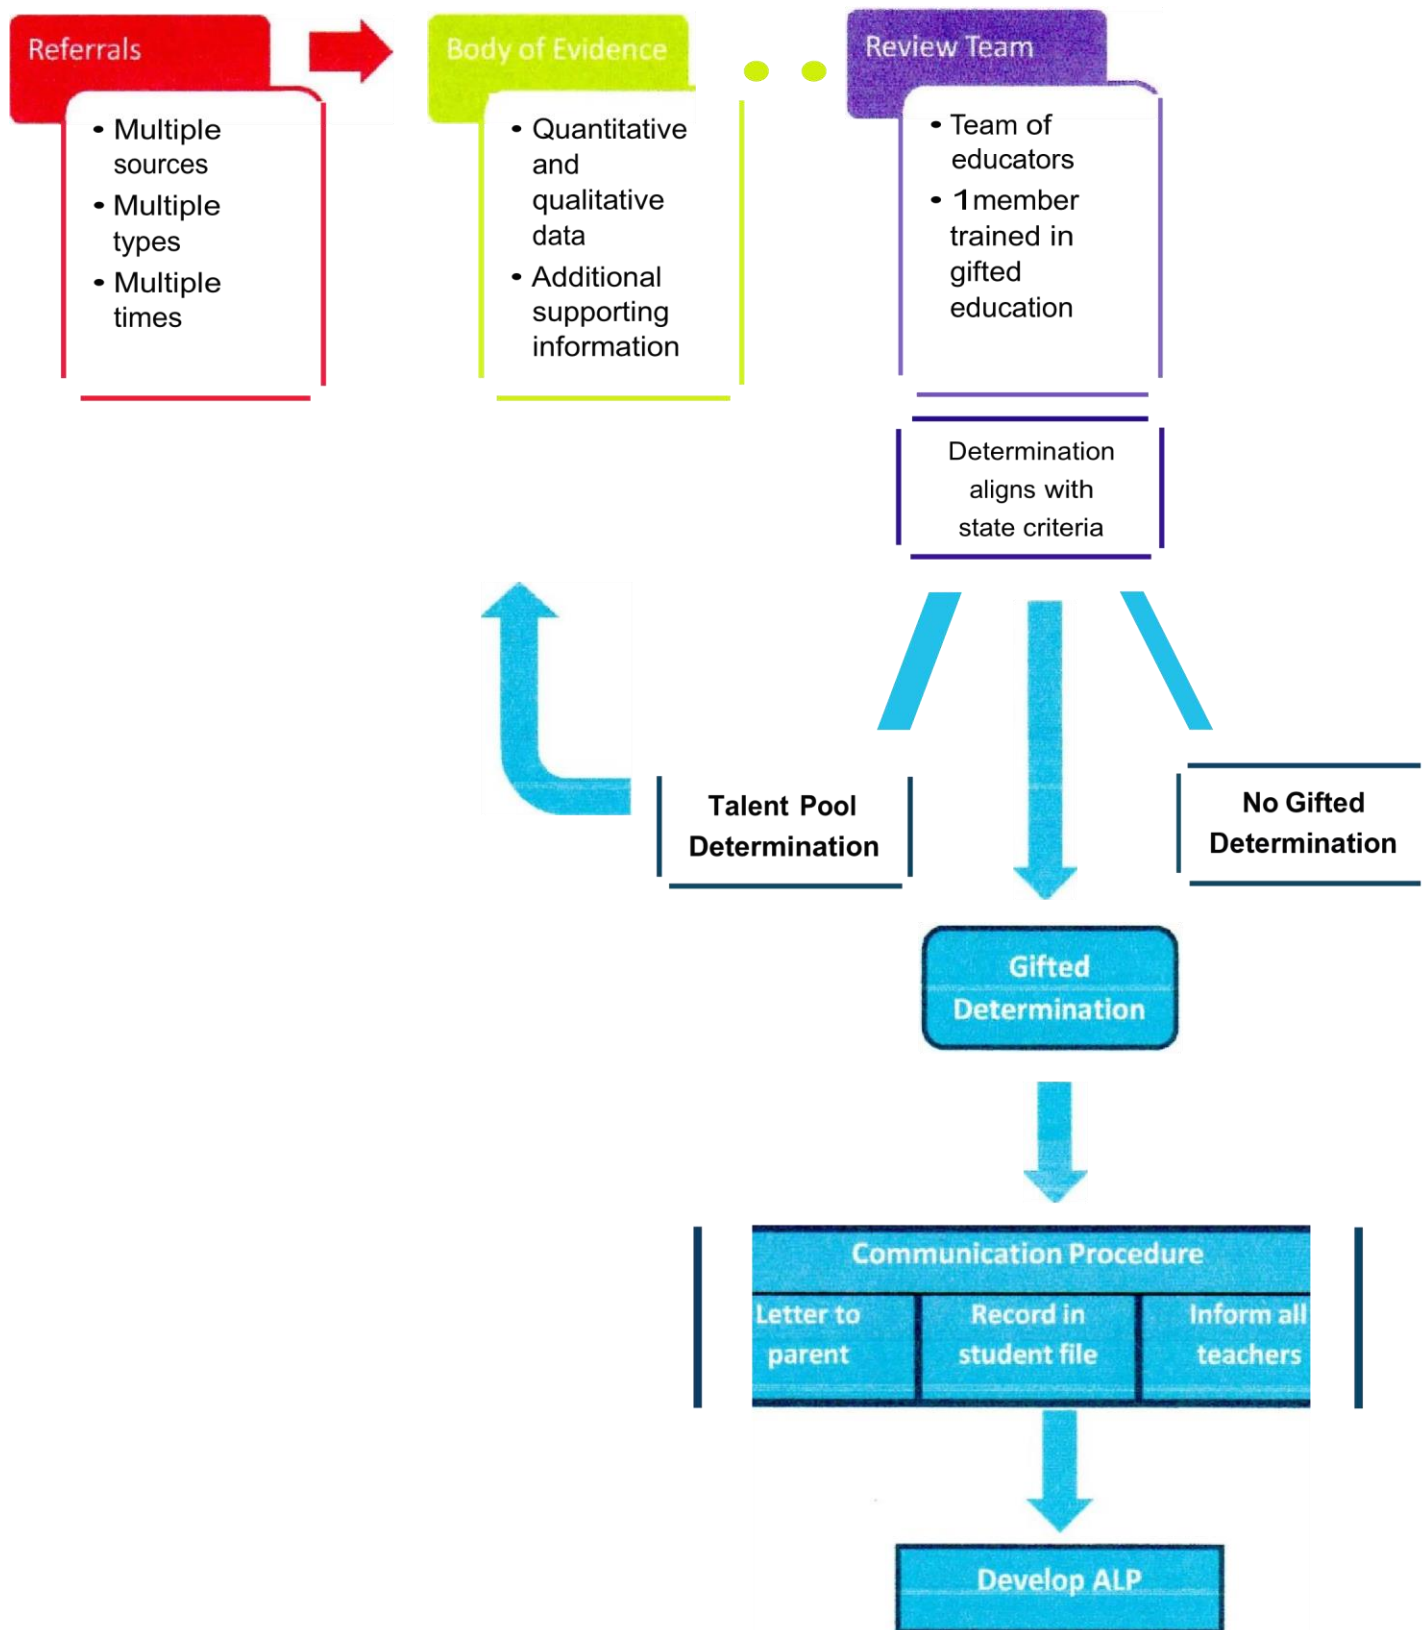 Referrals
• Multiple
sources
• Multiple
types
• Multiple
times
Body of Evidence
• Quantitative
and
qualitative
data
• Additional
supporting
information
Review Team
• Team of
educators
• 1member
trained in
gifted
education
Determination
aligns with
state criteria
Talent Pool
Determination
No Gifted
Determination
Gifted
Determination
Communication Procedure
Letter to
parent
Record in
student file
Inform all
teachers
Develop ALP